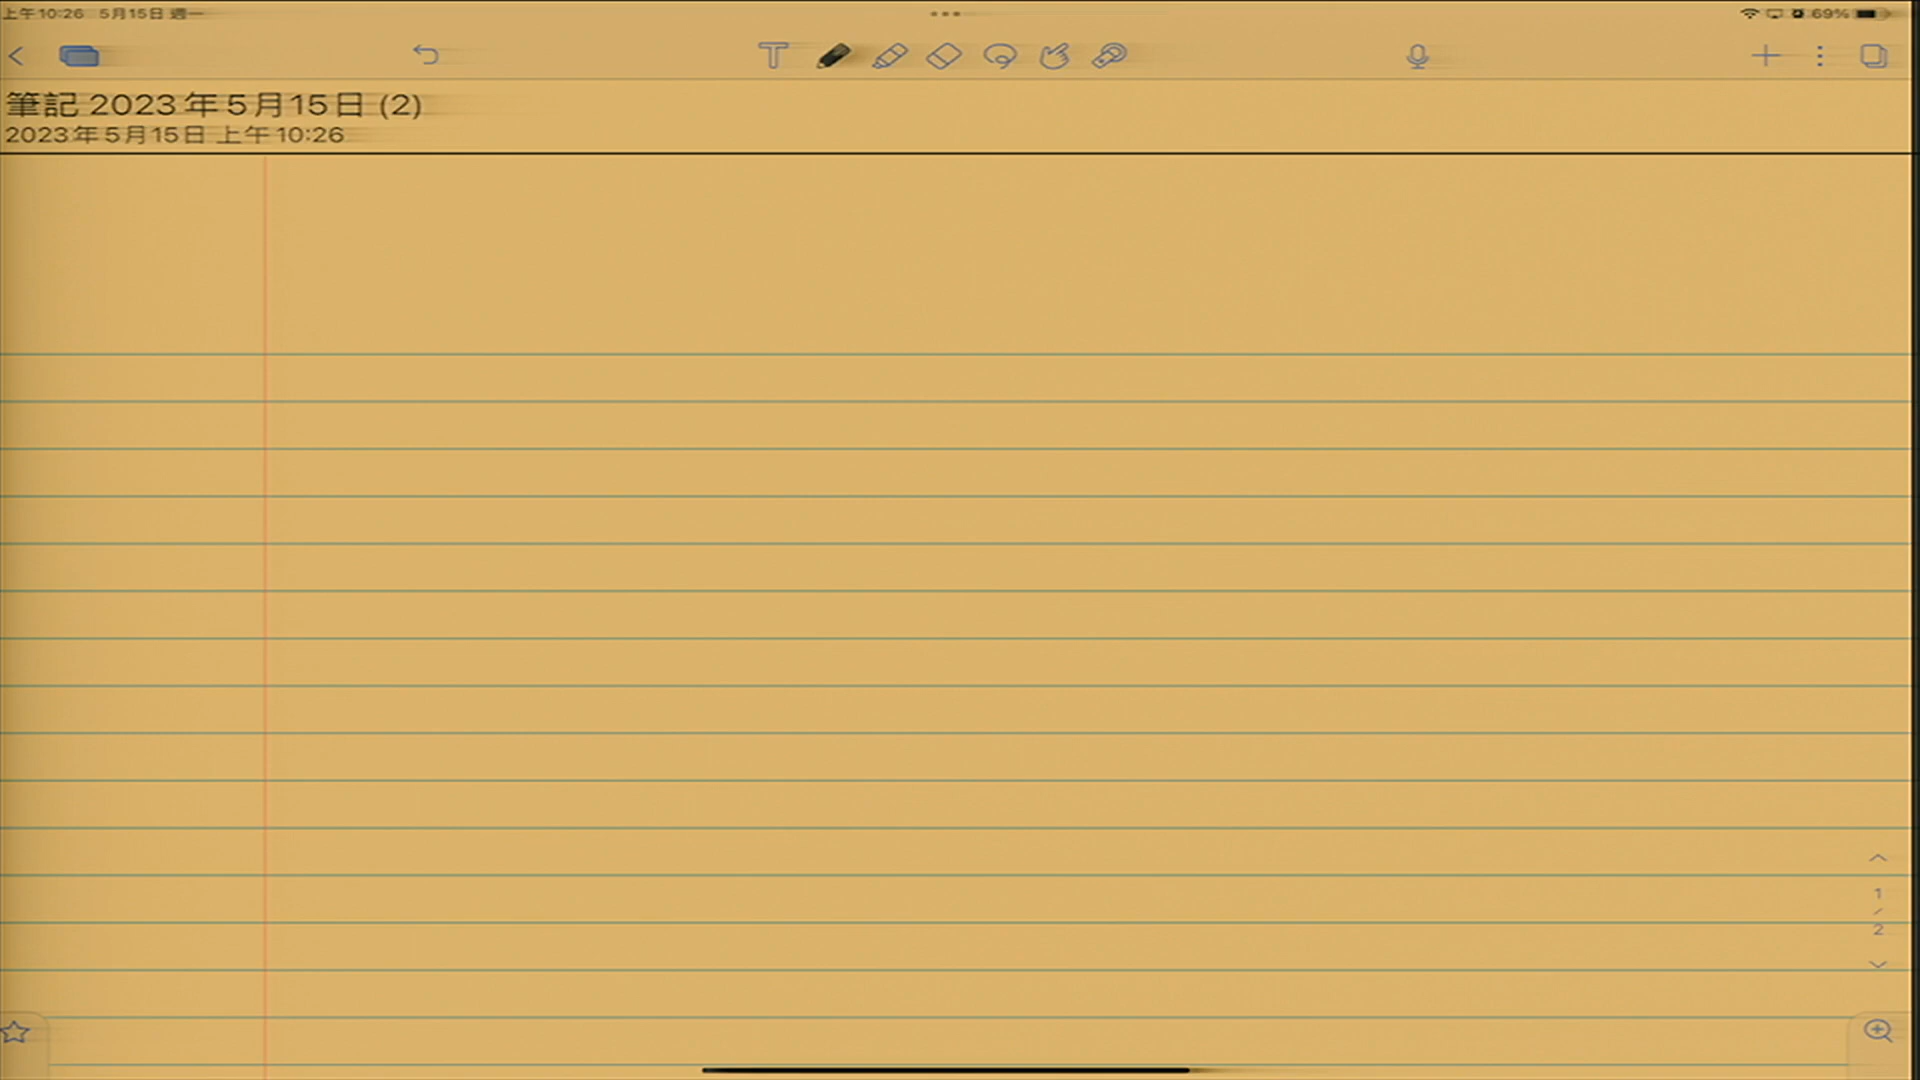 上午10:26 5月15日 週一
69%
筆記 2023年5月15日 (2)
2023年5月15日 上午10:26
1
/
2